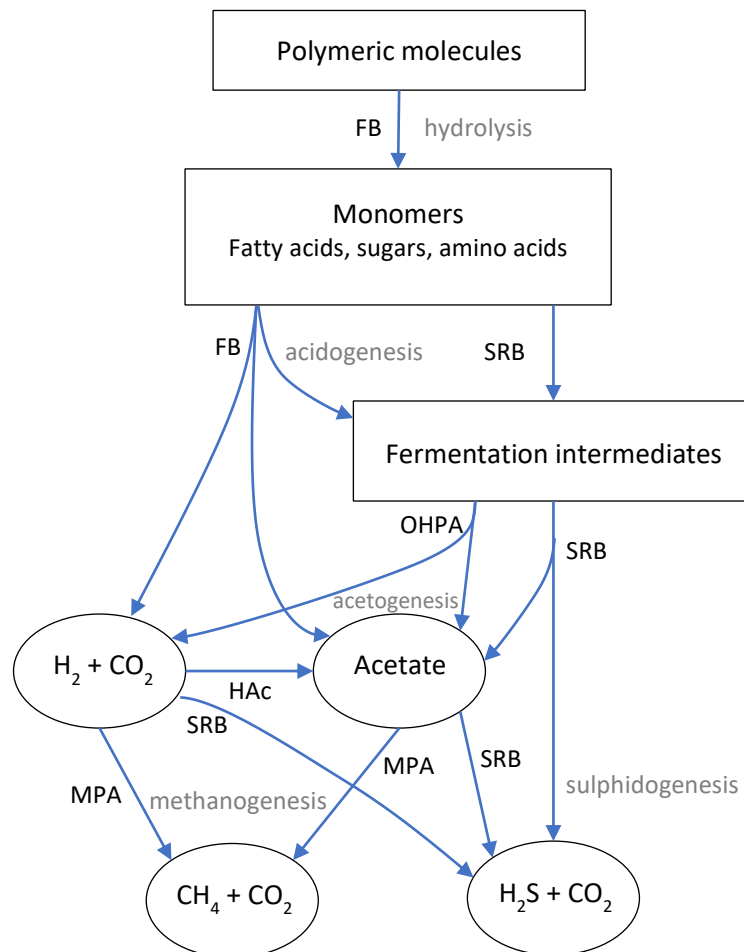 Polymeric molecules
FB hydrolysis
Monomers
Fatty acids, sugars, amino acids
FB acidogenesis SRB
Fermentation intermediates
OHPA SRB
acetogenesis
H₂ + CO₂
Acetate
HAc
SRB
MPA methanogenesis MPA SRB sulphidogenesis
CH₄ + CO₂
H₂S + CO₂